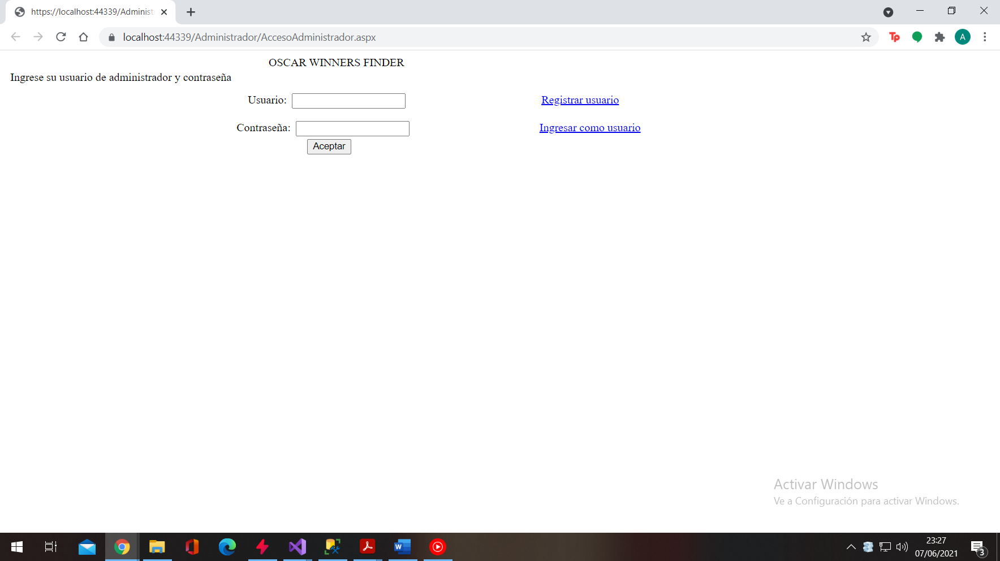 https://localhost:44339/Administ
localhost:44339/Administrador/AccesoAdministrador.aspx
Tp
A
OSCAR WINNERS FINDER
Ingrese su usuario de administrador y contraseña
Usuario:
Registrar usuario
Contraseña:
Ingresar como usuario
Aceptar
Activar Windows
Ve a Configuración para activar Windows.
W
23:27
07/06/2021
3